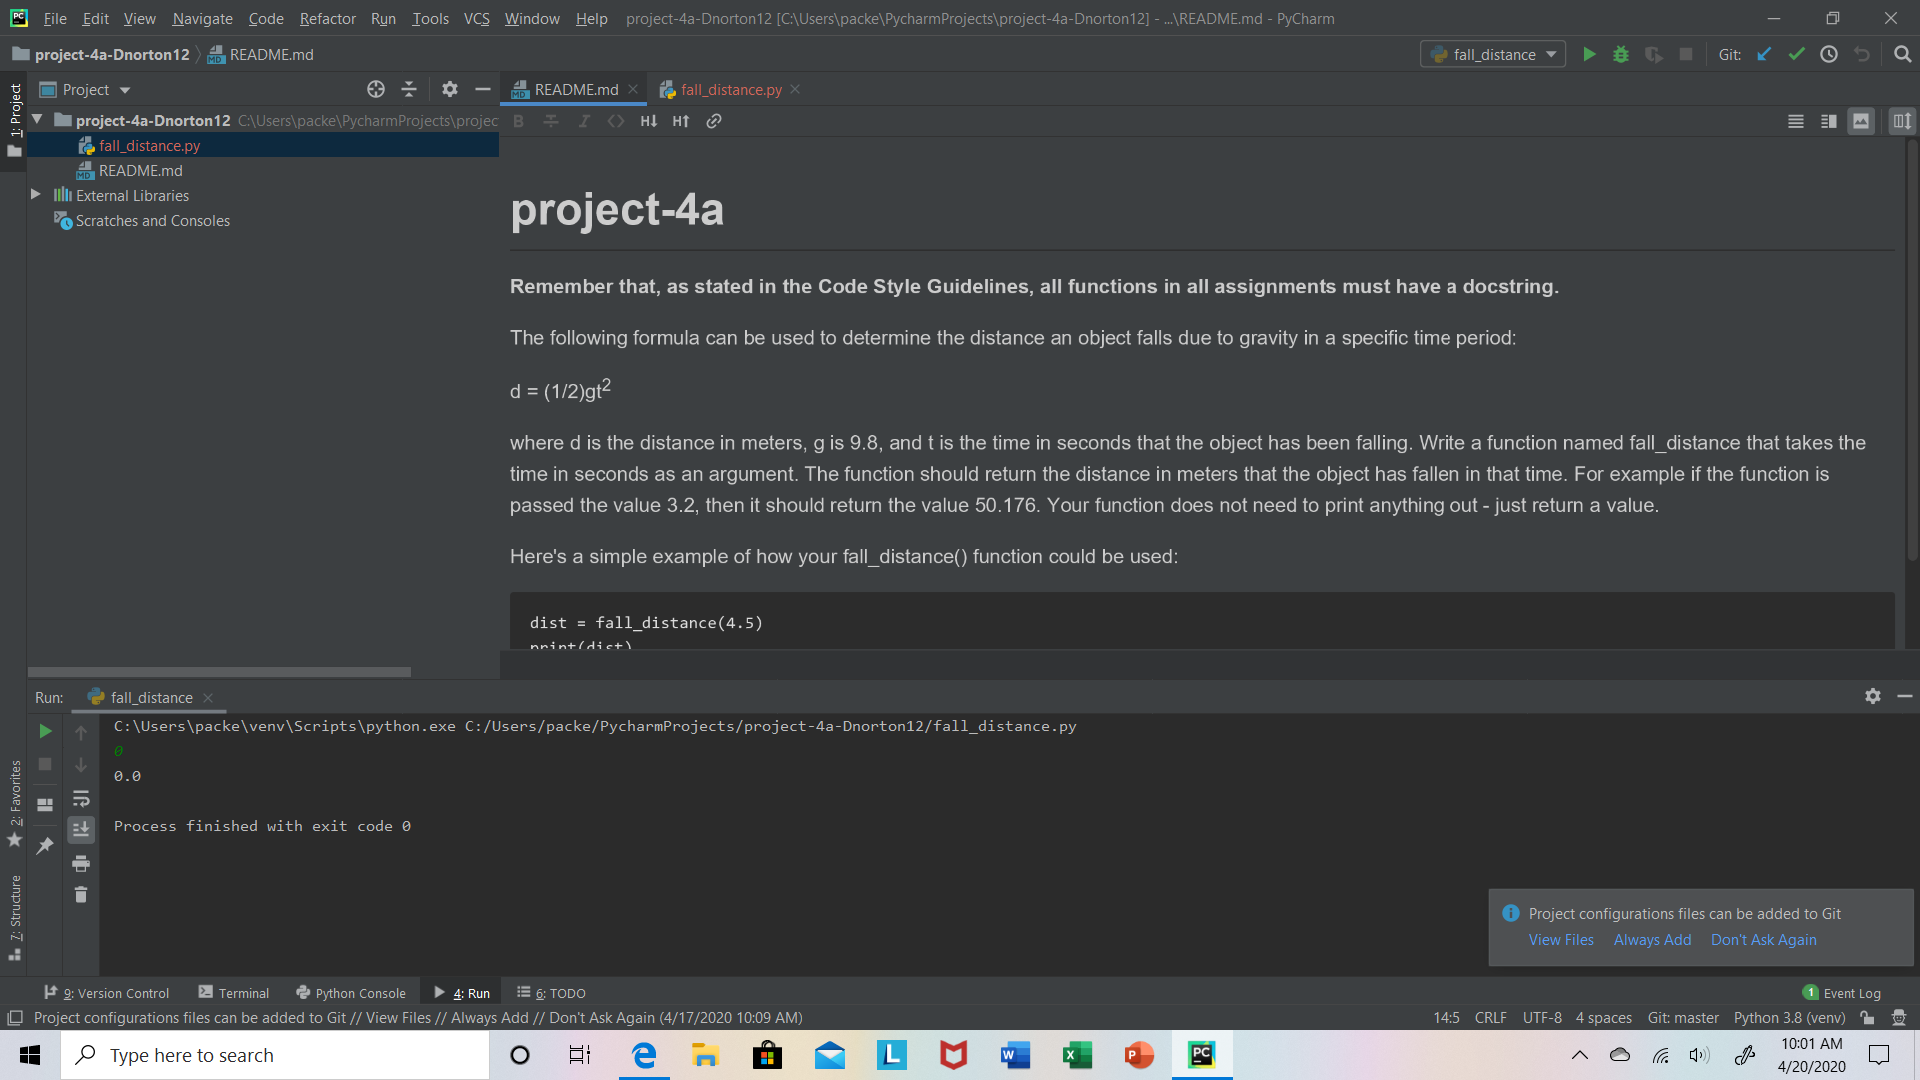 File Edit View Navigate Code Refactor Run Tools VCS Window Help project-4a-Dnorton12 [C:\Users\packe\PycharmProjects\project-4a-Dnorton12] - ...\README.md - PyCharm
project-4a-Dnorton12 README.md fall_distance Git:
Project README.md fall_distance.py
1: Project
project-4a-Dnorton12 C:\Users\packe\PycharmProjects\projec
fall_distance.py
README.md
External Libraries
Scratches and Consoles
project-4a
Remember that, as stated in the Code Style Guidelines, all functions in all assignments must have a docstring.
The following formula can be used to determine the distance an object falls due to gravity in a specific time period:
d = (1/2)gt²
where d is the distance in meters, g is 9.8, and t is the time in seconds that the object has been falling. Write a function named fall_distance that takes the
time in seconds as an argument. The function should return the distance in meters that the object has fallen in that time. For example if the function is
passed the value 3.2, then it should return the value 50.176. Your function does not need to print anything out - just return a value.
Here's a simple example of how your fall_distance() function could be used:
dist = fall_distance(4.5)
print(dist)
Run: fall_distance
C:\Users\packe\venv\Scripts\python.exe C:/Users/packe/PycharmProjects/project-4a-Dnorton12/fall_distance.py
0
0.0
Process finished with exit code 0
2: Favorites
7: Structure
Project configurations files can be added to Git
View Files Always Add Don't Ask Again
9: Version Control Terminal Python Console 4: Run 6: TODO 1 Event Log
Project configurations files can be added to Git // View Files // Always Add // Don't Ask Again (4/17/2020 10:09 AM) 14:5 CRLF UTF-8 4 spaces Git: master Python 3.8 (venv)
Type here to search
10:01 AM
4/20/2020